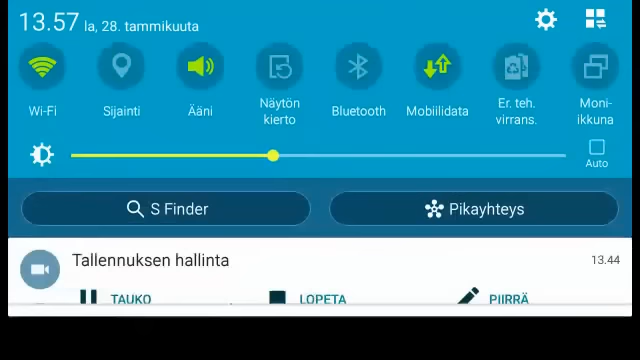 13.57 la, 28. tammikuuta
Wi-Fi
Sijainti
Ääni
Näytön
kierto
Bluetooth
Mobiilidata
Er. teh.
virrans.
Moni-
ikkuna
Auto
S Finder
Pikayhteys
Tallennuksen hallinta
13.44
TAUKO
LOPETA
PIIRRÄ